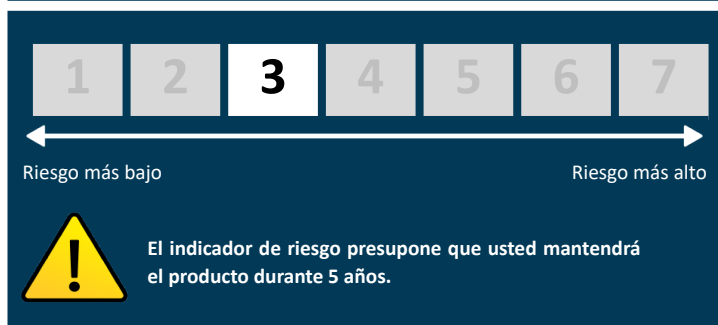 1 2 3 4 5 6 7
Riesgo más bajo Riesgo más alto
!
El indicador de riesgo presupone que usted mantendrá
el producto durante 5 años.